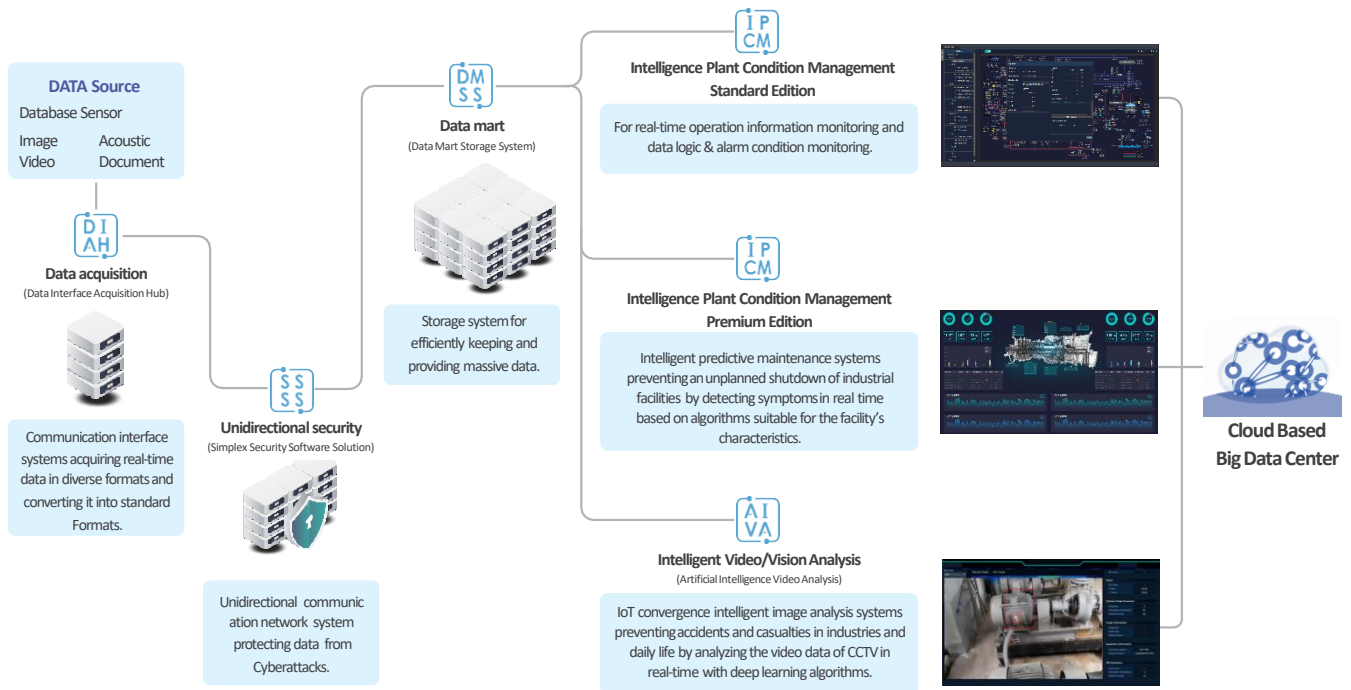 DATA Source
Database Sensor
Image Acoustic
Video Document
DI
AH
Data acquisition
(Data Interface Acquisition Hub)
Communication interface
systems acquiring real-time
data in diverse formats and
converting it into standard
Formats.
SS
SS
Unidirectional security
(Simplex Security Software Solution)
Unidirectional communic
ation network system
protecting data from
Cyberattacks.
DM
SS
Data mart
(Data Mart Storage System)
Storage system for
efficiently keeping and
providing massive data.
IP
CM
Intelligence Plant Condition Management
Standard Edition
For real-time operation information monitoring and
data logic & alarm condition monitoring.
IP
CM
Intelligence Plant Condition Management
Premium Edition
Intelligent predictive maintenance systems
preventing an unplanned shutdown of industrial
facilities by detecting symptoms in real time
based on algorithms suitable for the facility's
characteristics.
AI
VA
Intelligent Video/Vision Analysis
(Artificial Intelligence Video Analysis)
IoT convergence intelligent image analysis systems
preventing accidents and casualties in industries and
daily life by analyzing the video data of CCTV in
real-time with deep learning algorithms.
Cloud Based
Big Data Center